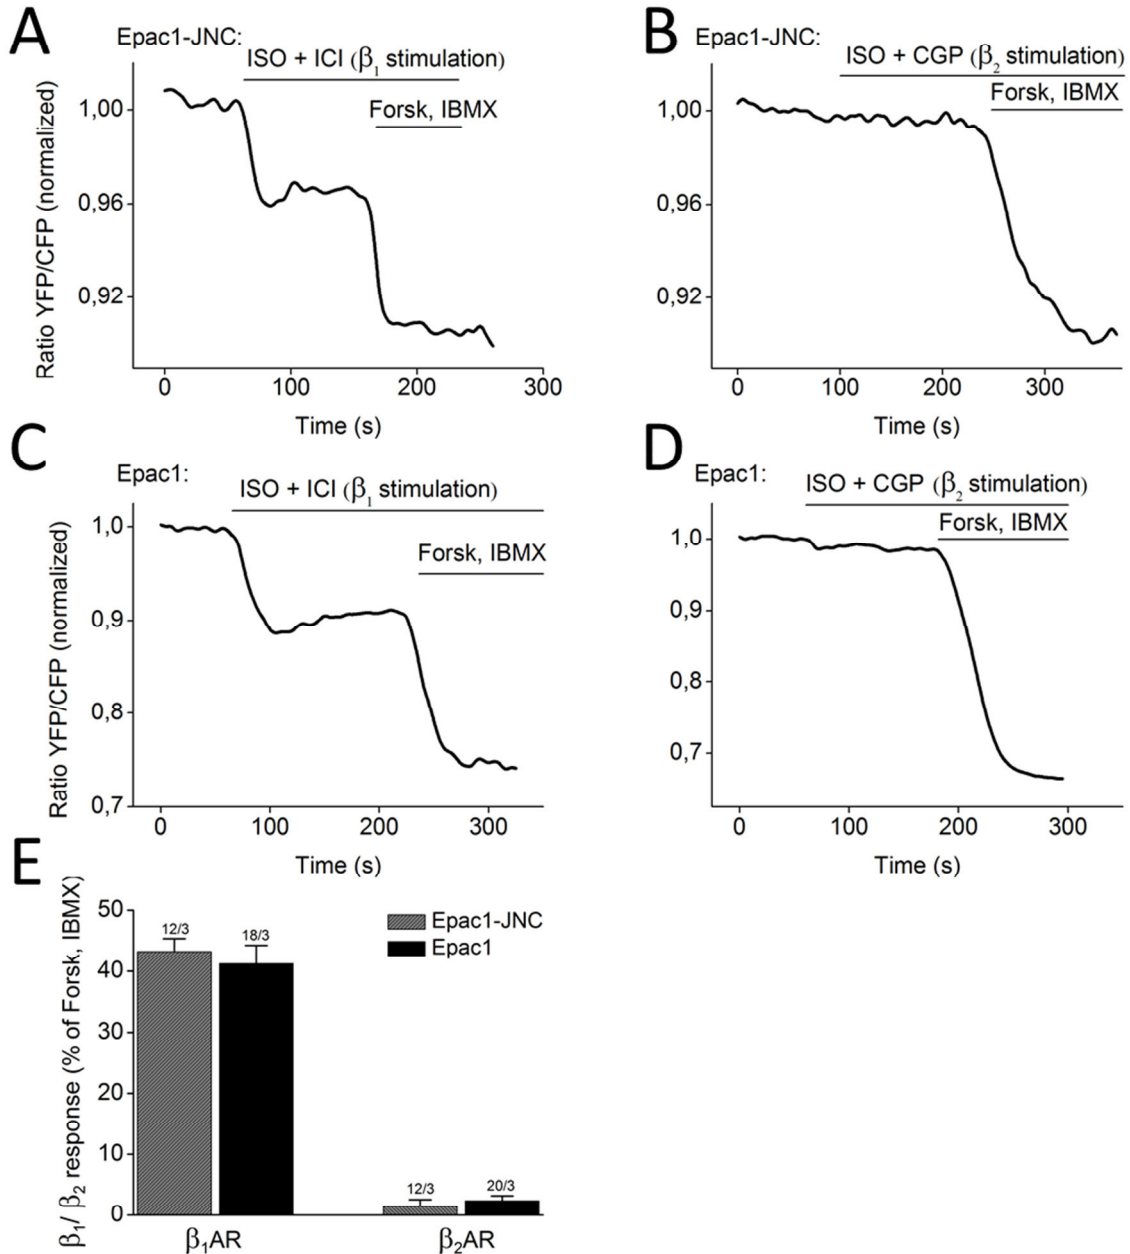 A
Epac1-JNC:
ISO + ICI (β₁ stimulation)
Forsk, IBMX
Ratio YFP/CFP (normalized)
1,00
0,96
0,92
0 100 200 300
Time (s)
B
Epac1-JNC:
ISO + CGP (β₂ stimulation)
Forsk, IBMX
1,00
0,96
0,92
0 100 200 300
Time (s)
C
Epac1:
ISO + ICI (β₁ stimulation)
Forsk, IBMX
Ratio YFP/CFP (normalized)
1,0
0,9
0,8
0,7
0 100 200 300
Time (s)
D
Epac1:
ISO + CGP (β₂ stimulation)
Forsk, IBMX
1,0
0,9
0,8
0,7
0 100 200 300
Time (s)
E
β₁/ β₂ response (% of Forsk, IBMX)
50
40
30
20
10
0
12/3
18/3
12/3
20/3
Epac1-JNC
Epac1
β₁AR
β₂AR